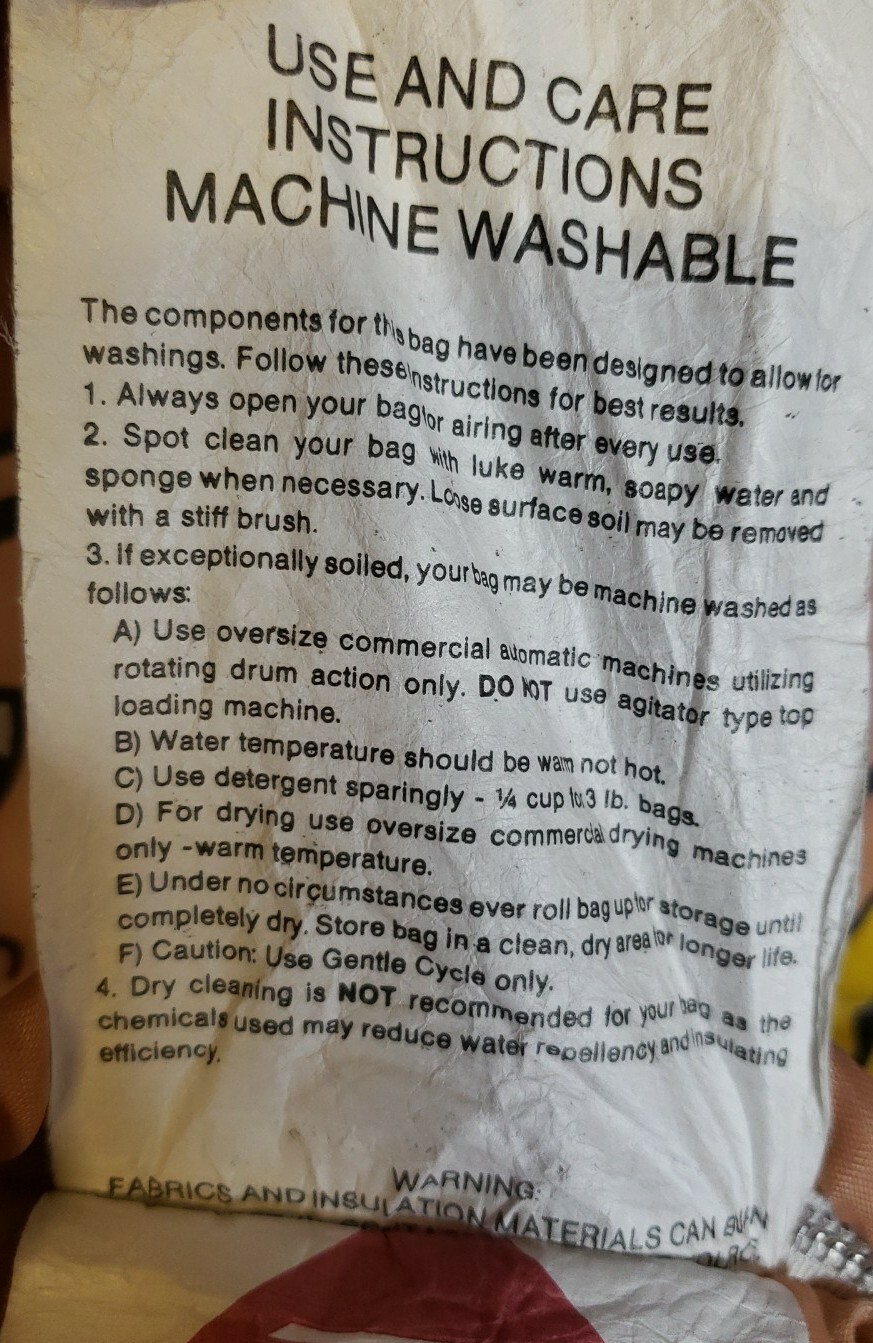 USE AND CARE
INSTRUCTIONS
MACHINE WASHABLE
The components for this bag have been designed to allow for
washings. Follow these instructions for best results.
1. Always open your bag for airing after every use.
2. Spot clean your bag with luke warm, soapy water and
sponge when necessary. Loose surface soil may be removed
with a stiff brush.
3. If exceptionally soiled, your bag may be machine washed as
follows:
A) Use oversize commercial automatic machines utilizing
rotating drum action only. DO NOT use agitator type top
loading machine.
B) Water temperature should be warm not hot.
C) Use detergent sparingly - ¼ cup to 3 lb. bags.
D) For drying use oversize commercial drying machines
only -warm temperature.
E) Under no circumstances ever roll bag up for storage until
completely dry. Store bag in a clean, dry area for longer life.
F) Caution: Use Gentle Cycle only.
4. Dry cleaning is NOT recommended for your bag as the
chemicals used may reduce water repellency and insulating
efficiency.
WARNING:
FABRICS AND INSULATION MATERIALS CAN BURN